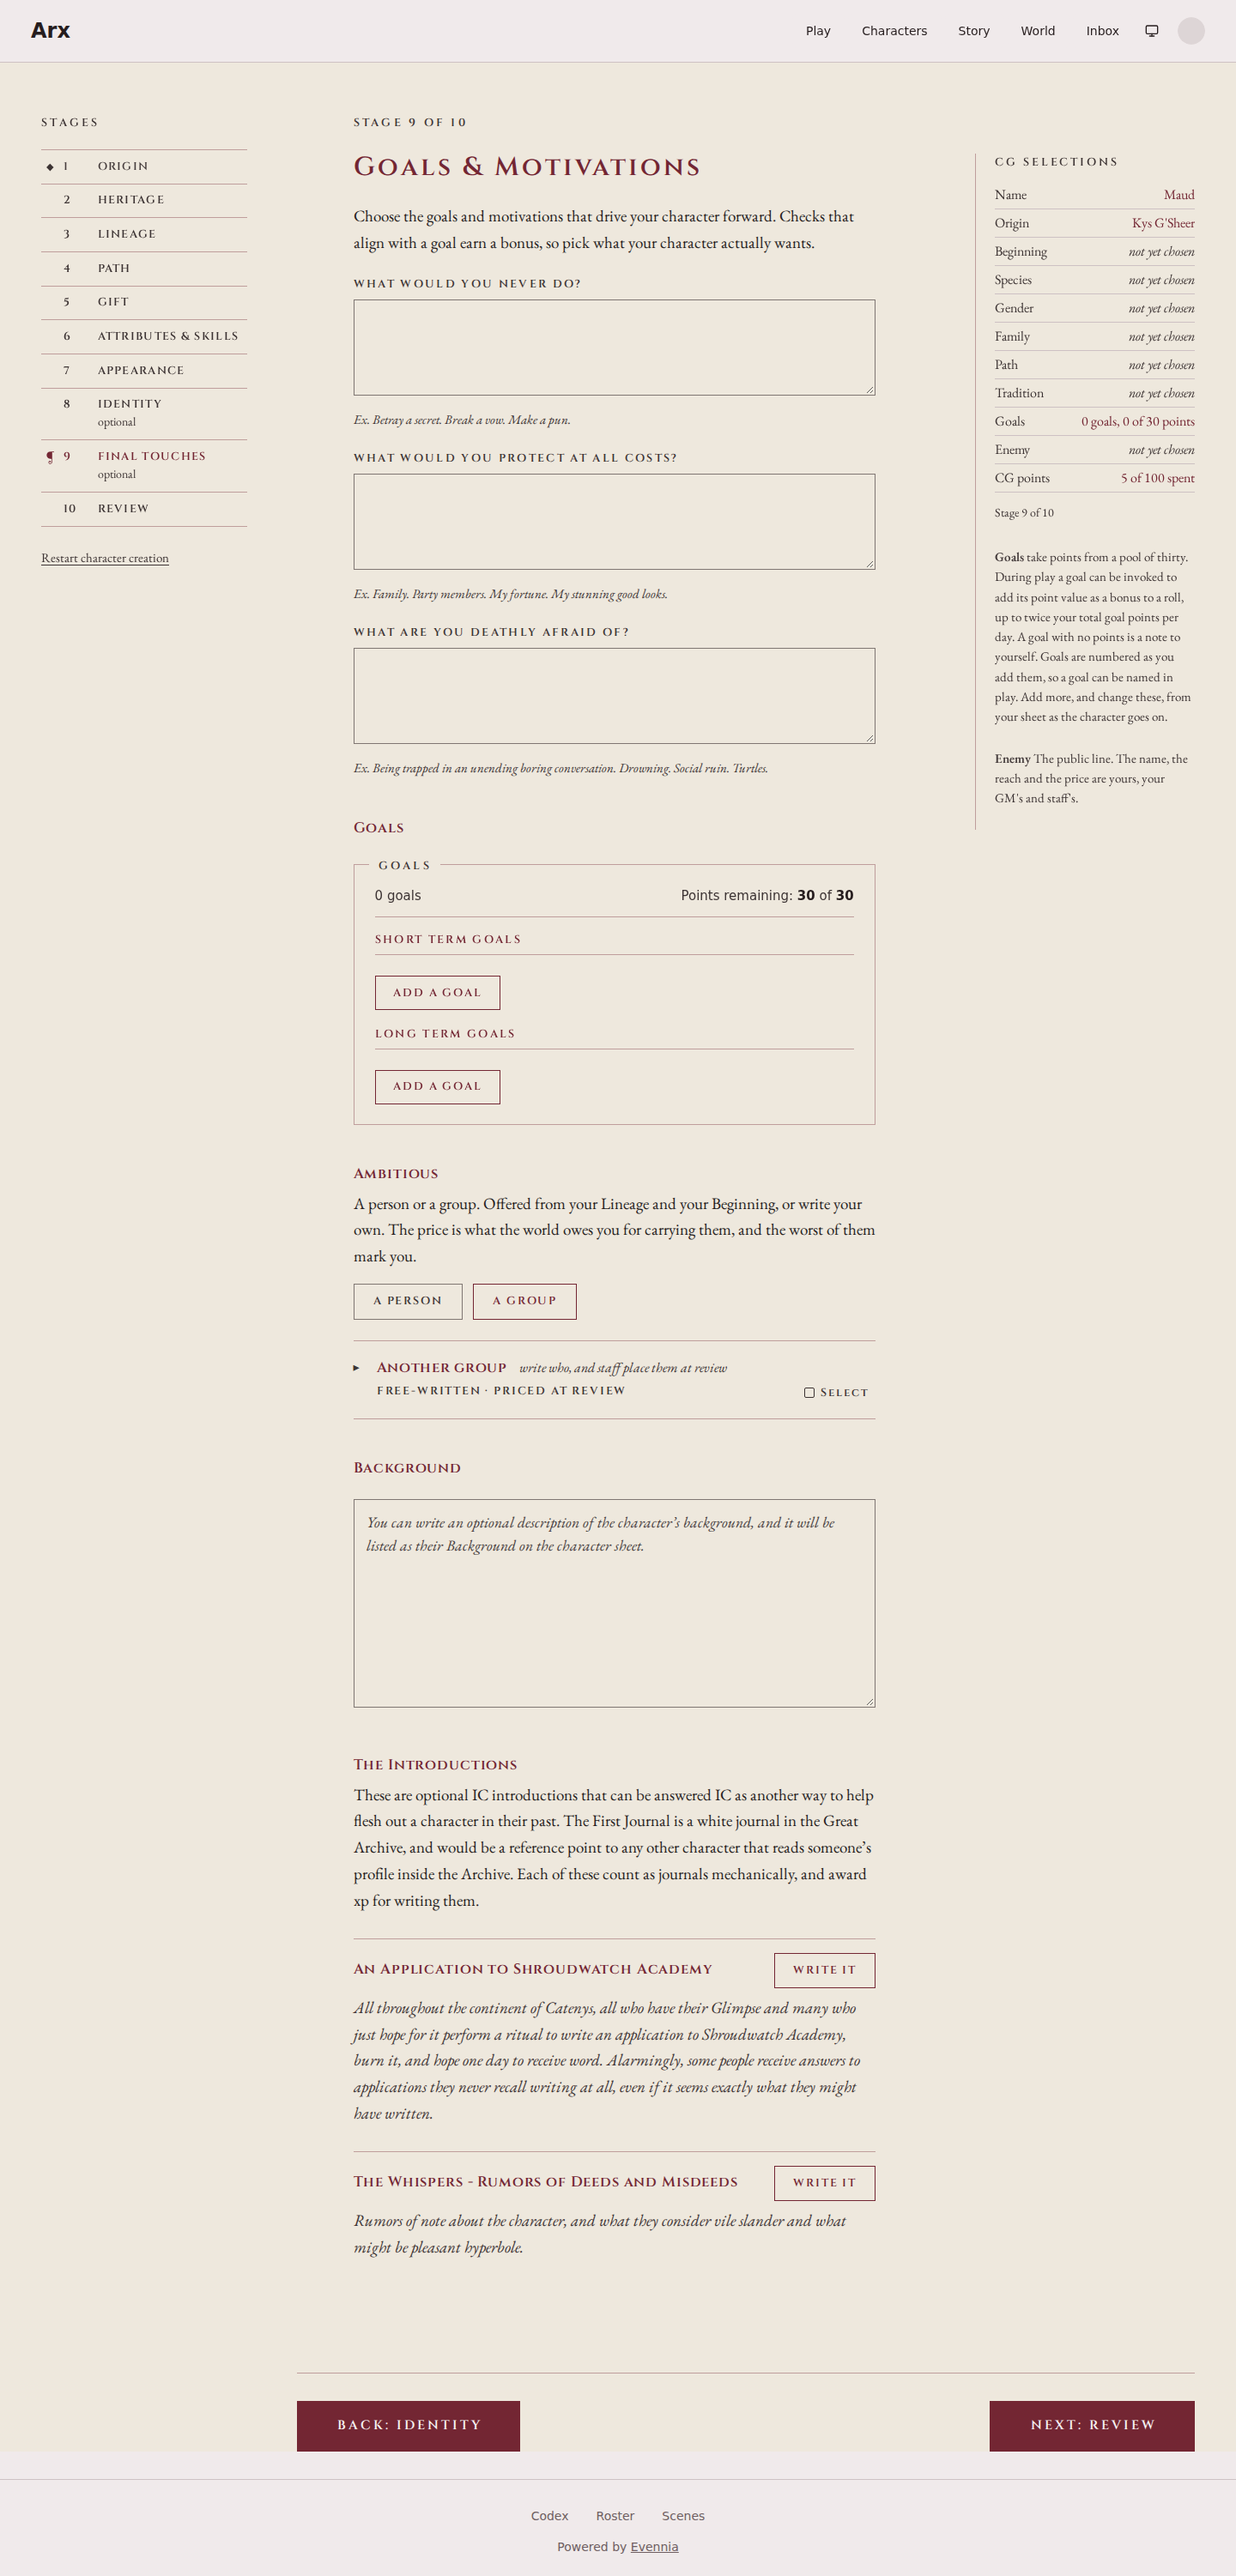 Arx
Play Characters Story World Inbox
STAGES
◆ 1 ORIGIN
2 HERITAGE
3 LINEAGE
4 PATH
5 GIFT
6 ATTRIBUTES & SKILLS
7 APPEARANCE
8 IDENTITY
optional
❡ 9 FINAL TOUCHES
optional
10 REVIEW
Restart character creation
STAGE 9 OF 10
GOALS & MOTIVATIONS
Choose the goals and motivations that drive your character forward. Checks that
align with a goal earn a bonus, so pick what your character actually wants.
WHAT WOULD YOU NEVER DO?
Ex. Betray a secret. Break a vow. Make a pun.
WHAT WOULD YOU PROTECT AT ALL COSTS?
Ex. Family. Party members. My fortune. My stunning good looks.
WHAT ARE YOU DEATHLY AFRAID OF?
Ex. Being trapped in an unending boring conversation. Drowning. Social ruin. Turtles.
GOALS
GOALS
0 goals Points remaining: 30 of 30
SHORT TERM GOALS
ADD A GOAL
LONG TERM GOALS
ADD A GOAL
AMBITIOUS
A person or a group. Offered from your Lineage and your Beginning, or write your
own. The price is what the world owes you for carrying them, and the worst of them
mark you.
A PERSON A GROUP
▸ ANOTHER GROUP write who, and staff place them at review
FREE-WRITTEN · PRICED AT REVIEW
SELECT
BACKGROUND
You can write an optional description of the character’s background, and it will be
listed as their Background on the character sheet.
THE INTRODUCTIONS
These are optional IC introductions that can be answered IC as another way to help
flesh out a character in their past. The First Journal is a white journal in the Great
Archive, and would be a reference point to any other character that reads someone’s
profile inside the Archive. Each of these count as journals mechanically, and award
xp for writing them.
AN APPLICATION TO SHROUDWATCH ACADEMY WRITE IT
All throughout the continent of Catenys, all who have their Glimpse and many who
just hope for it perform a ritual to write an application to Shroudwatch Academy,
burn it, and hope one day to receive word. Alarmingly, some people receive answers to
applications they never recall writing at all, even if it seems exactly what they might
have written.
THE WHISPERS - RUMORS OF DEEDS AND MISDEEDS WRITE IT
Rumors of note about the character, and what they consider vile slander and what
might be pleasant hyperbole.
CG SELECTIONS
Name Maud
Origin Kys G'Sheer
Beginning not yet chosen
Species not yet chosen
Gender not yet chosen
Family not yet chosen
Path not yet chosen
Tradition not yet chosen
Goals 0 goals, 0 of 30 points
Enemy not yet chosen
CG points 5 of 100 spent
Stage 9 of 10
Goals take points from a pool of thirty.
During play a goal can be invoked to
add its point value as a bonus to a roll,
up to twice your total goal points per
day. A goal with no points is a note to
yourself. Goals are numbered as you
add them, so a goal can be named in
play. Add more, and change these, from
your sheet as the character goes on.
Enemy The public line. The name, the
reach and the price are yours, your
GM's and staff's.
BACK: IDENTITY NEXT: REVIEW
Codex Roster Scenes
Powered by Evennia